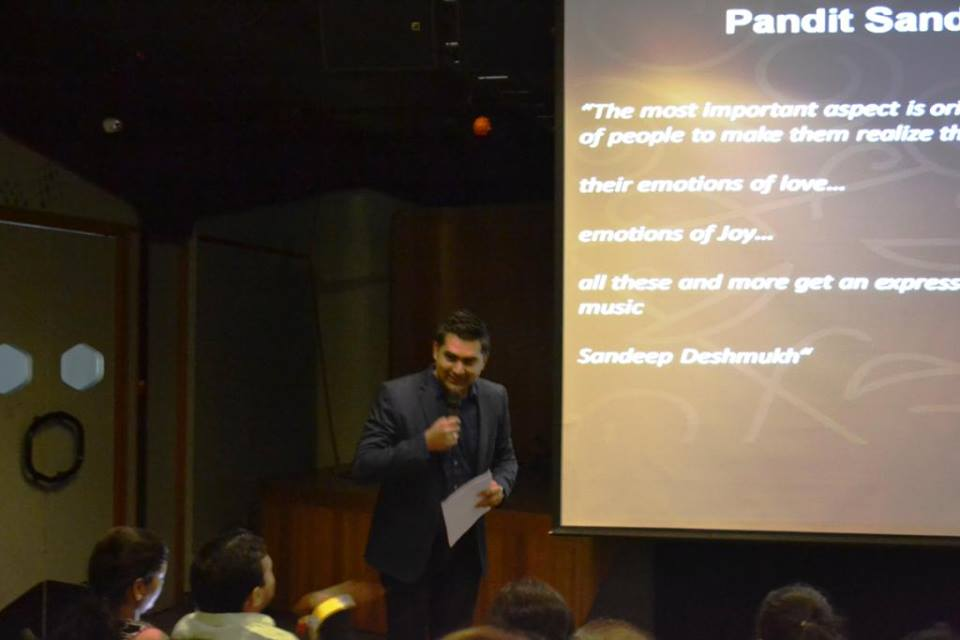 Pandit Sand
"The most important aspect is ori
of people to make them realize th
their emotions of love...
emotions of Joy...
all these and more get an express
music
Sandeep Deshmukh"